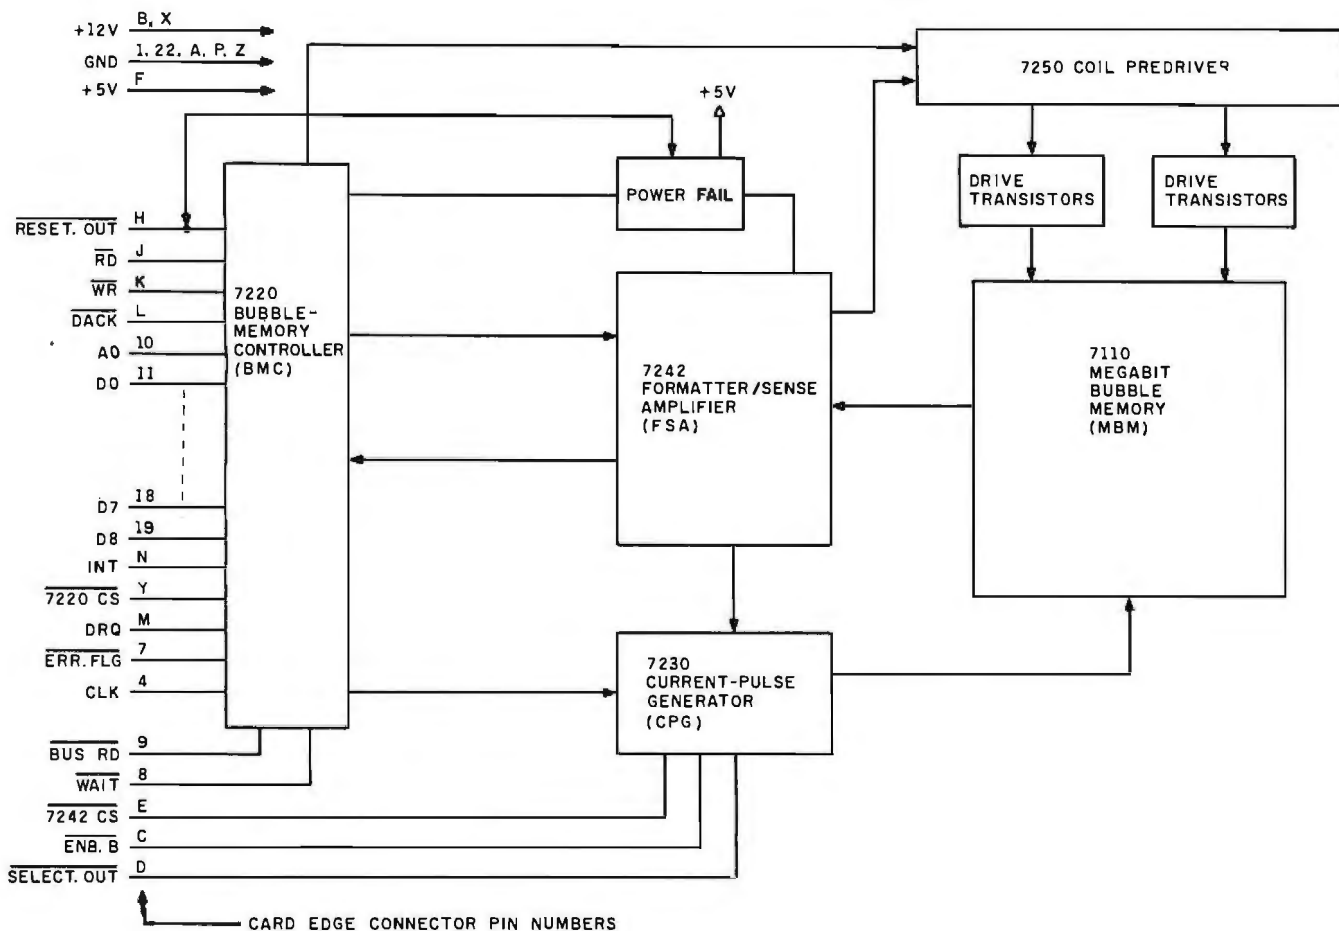 +12V B, X
GND 1, 22, A, P, Z
+5V F
7250 COIL PREDRIVER
+5V
POWER FAIL
DRIVE
TRANSISTORS
DRIVE
TRANSISTORS
RESET. OUT H
RD J
WR K
DACK L
A0 10
D0 11
D7 18
D8 19
INT N
7220 CS Y
DRQ M
ERR.FLG 7
CLK 4
BUS RD 9
WAIT 8
7242 CS E
ENB. B C
SELECT. OUT D
7220
BUBBLE-
MEMORY
CONTROLLER
(BMC)
7242
FORMATTER/SENSE
AMPLIFIER
(FSA)
7110
MEGABIT
BUBBLE
MEMORY
(MBM)
7230
CURRENT-PULSE
GENERATOR
(CPG)
CARD EDGE CONNECTOR PIN NUMBERS